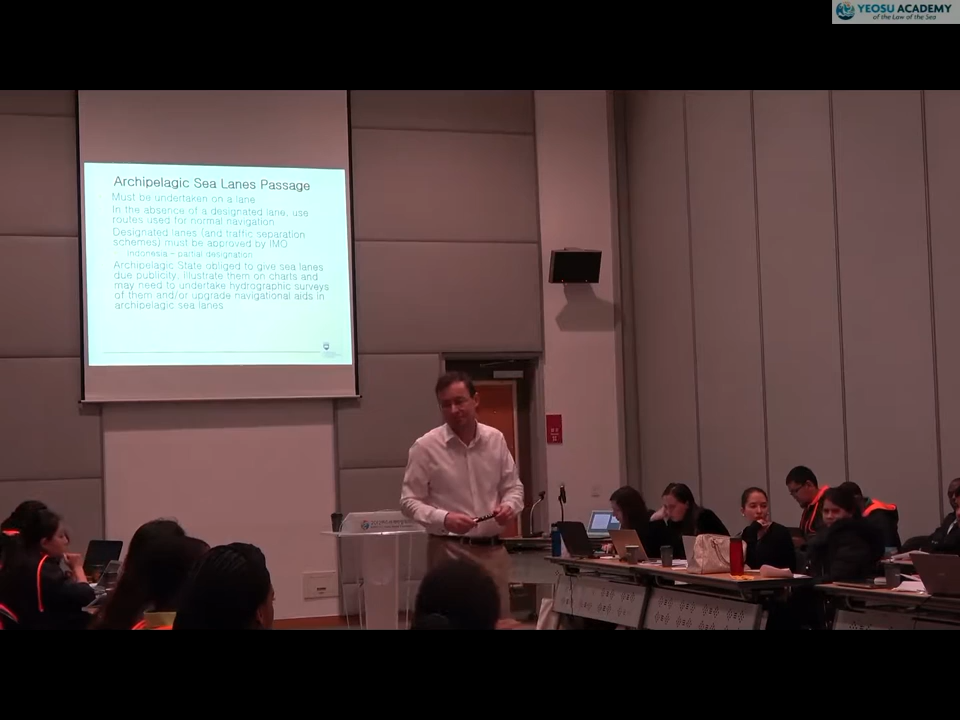 YEOSU ACADEMY
of the Law of the Sea
Archipelagic Sea Lanes Passage
Must be undertaken on a lane
In the absence of a designated lane, use
routes used for normal navigation
Designated lanes (and traffic separation
schemes) must be approved by IMO
Indonesia – partial designation
Archipelagic State obliged to give sea lanes
due publicity, illustrate them on charts and
may need to undertake hydrographic surveys
of them and/or upgrade navigational aids in
archipelagic sea lanes
YEOSU ACADEMY